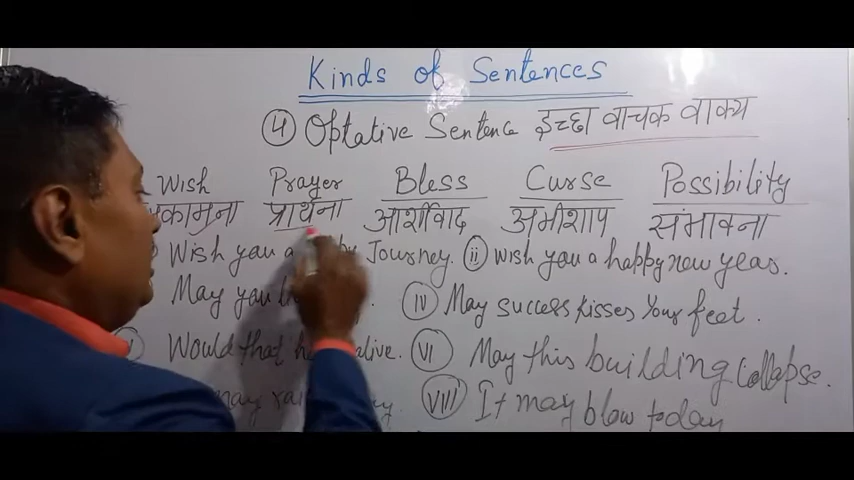 Kinds of Sentences
④ Optative Sentence इच्छा वाचक वाक्य
Wish Prayer Bless Curse Possibility
प्रार्थना आर्शीवाद अभीशाप संभावना
Wish you a Journey. ⅱ wish you a happy new year.
May you IV May success kisses Your feet.
Would that alive. VI May this building Collapse.
may VIII It may blow today